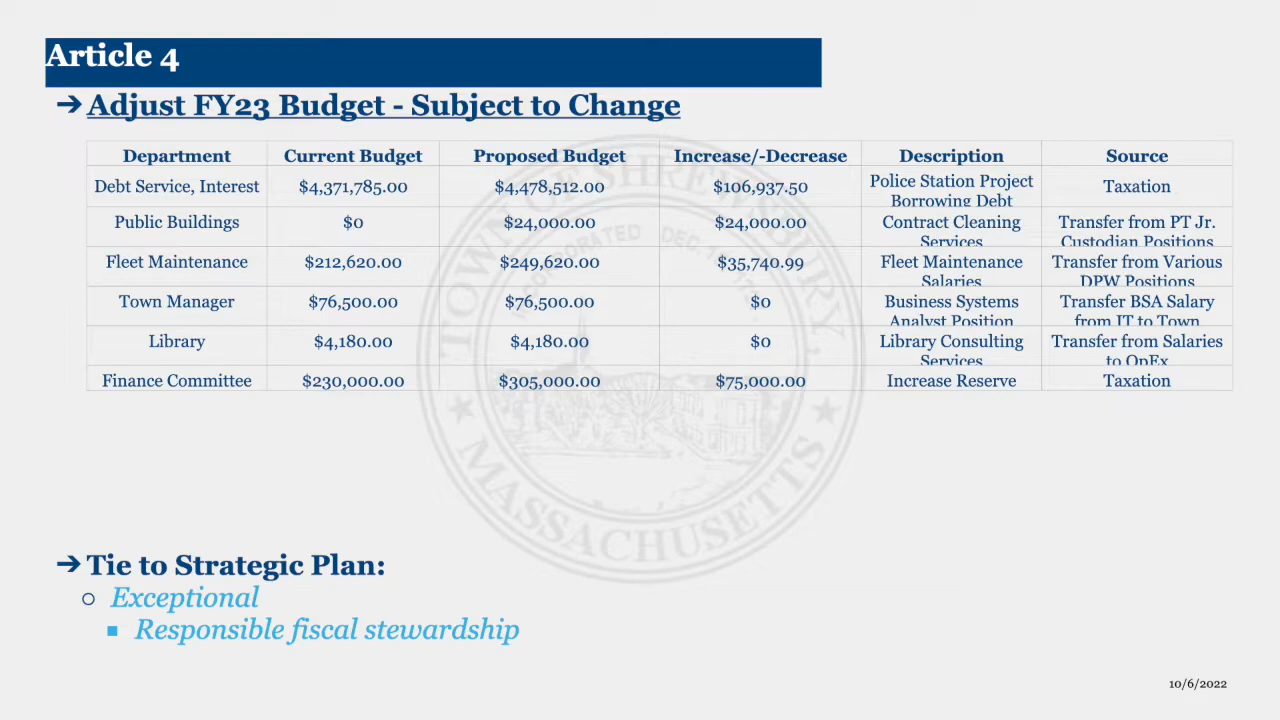 Article 4
➔ Adjust FY23 Budget - Subject to Change
Department Current Budget Proposed Budget Increase/-Decrease Description Source
Debt Service, Interest $4,371,785.00 $4,478,512.00 $106,937.50 Police Station Project Borrowing Debt Taxation
Public Buildings $0 $24,000.00 $24,000.00 Contract Cleaning Services Transfer from PT Jr. Custodian Positions
Fleet Maintenance $212,620.00 $249,620.00 $35,740.99 Fleet Maintenance Salaries Transfer from Various DPW Positions
Town Manager $76,500.00 $76,500.00 $0 Business Systems Analyst Position Transfer BSA Salary from IT to Town
Library $4,180.00 $4,180.00 $0 Library Consulting Services Transfer from Salaries to OpEx
Finance Committee $230,000.00 $305,000.00 $75,000.00 Increase Reserve Taxation
TOWN OF SHREWSBURY,
INCORPORATED DEC.
MASSACHUSETTS
➔ Tie to Strategic Plan:
○ Exceptional
■ Responsible fiscal stewardship
10/6/2022